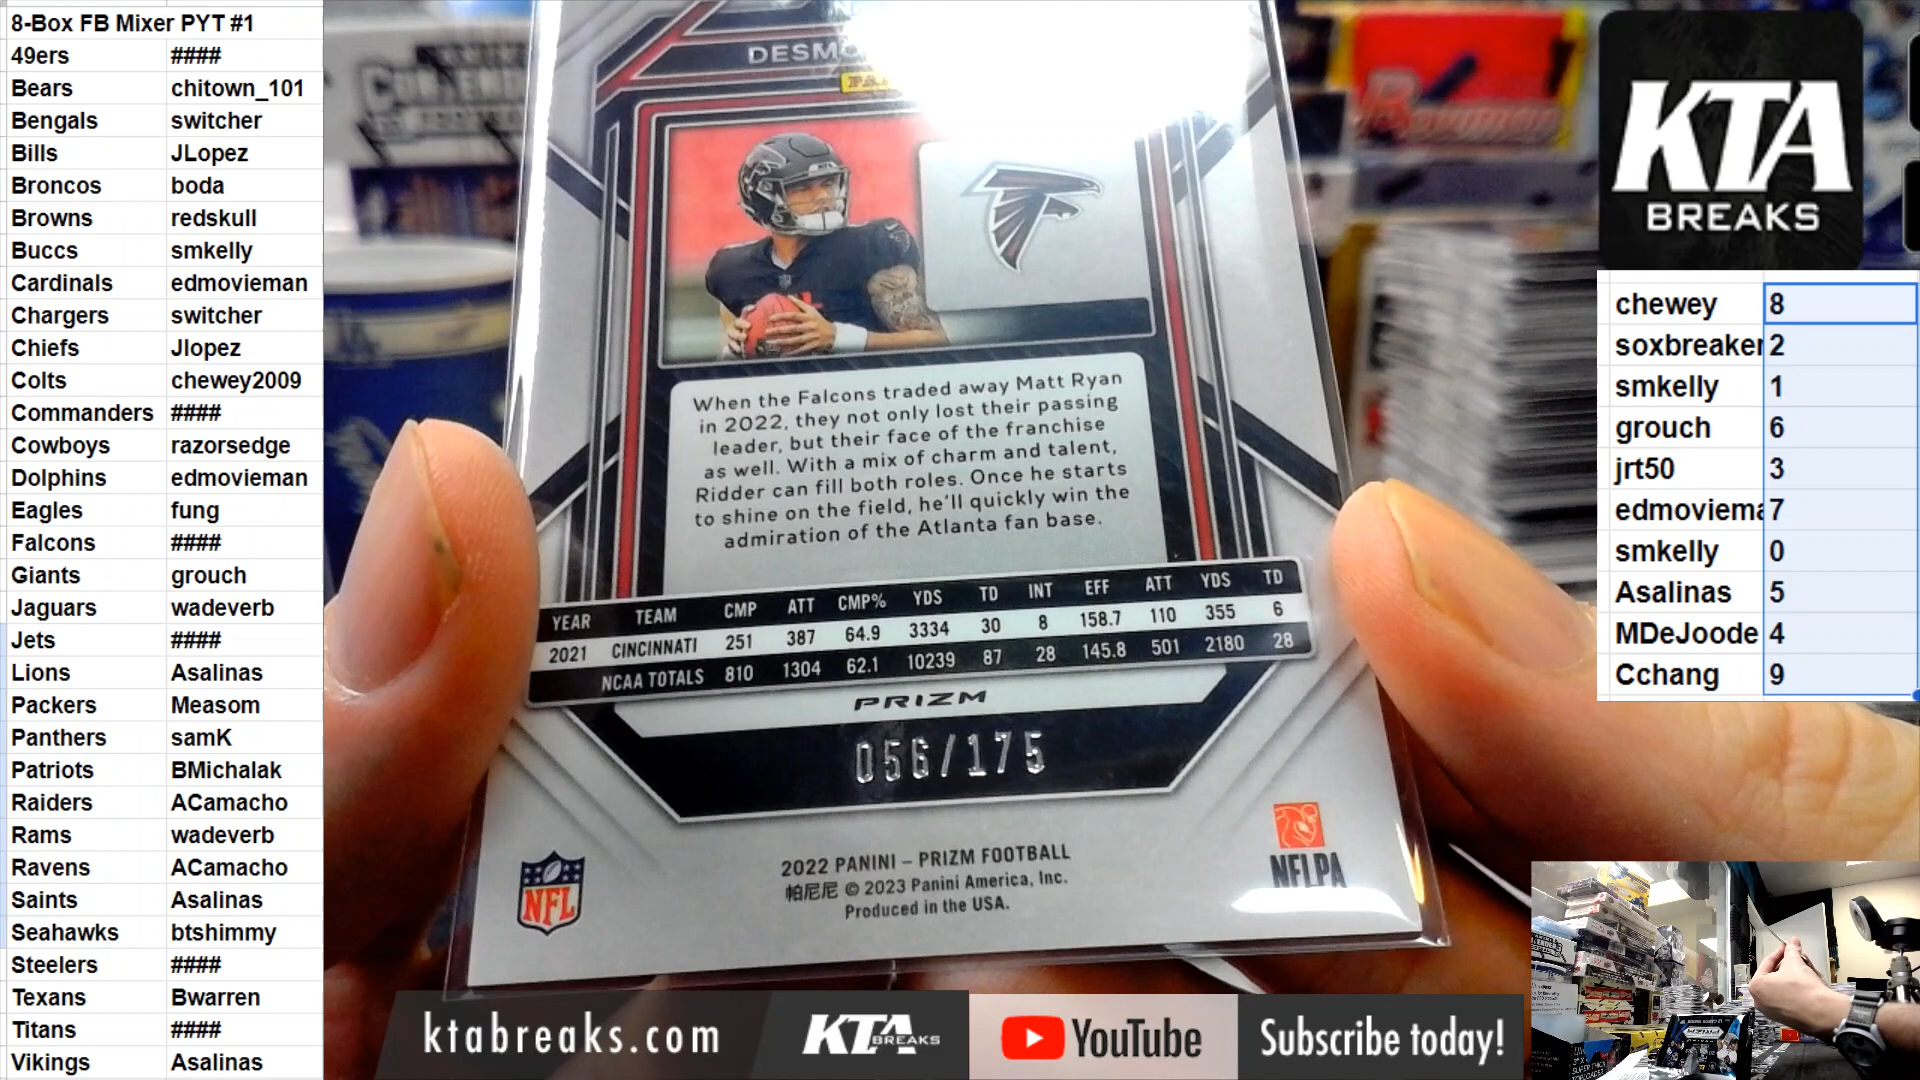 8-Box FB Mixer PYT #1
49ers ####
Bears chitown_101
Bengals switcher
Bills JLopez
Broncos boda
Browns redskull
Buccs smkelly
Cardinals edmovieman
Chargers switcher
Chiefs Jlopez
Colts chewey2009
Commanders ####
Cowboys razorsedge
Dolphins edmovieman
Eagles fung
Falcons ####
Giants grouch
Jaguars wadeverb
Jets ####
Lions Asalinas
Packers Measom
Panthers samK
Patriots BMichalak
Raiders ACamacho
Rams wadeverb
Ravens ACamacho
Saints Asalinas
Seahawks btshimmy
Steelers ####
Texans Bwarren
Titans ####
Vikings Asalinas
When the Falcons traded away Matt Ryan
in 2022, they not only lost their passing
leader, but their face of the franchise
as well. With a mix of charm and talent,
Ridder can fill both roles. Once he starts
to shine on the field, he'll quickly win the
admiration of the Atlanta fan base.
YEAR TEAM CMP ATT CMP% YDS TD INT EFF ATT YDS TD
2021 CINCINNATI 251 387 64.9 3334 30 8 158.7 110 355 6
NCAA TOTALS 810 1304 62.1 10239 87 28 145.8 501 2180 28
PRIZM
056/175
NFL
NFLPA
2022 PANINI – PRIZM FOOTBALL
帕尼尼 © 2023 Panini America, Inc.
Produced in the USA.
KTA
BREAKS
chewey 8
soxbreaker 2
smkelly 1
grouch 6
jrt50 3
edmoviema 7
smkelly 0
Asalinas 5
MDeJoode 4
Cchang 9
ktabreaks.com
KTA BREAKS
YouTube
Subscribe today!